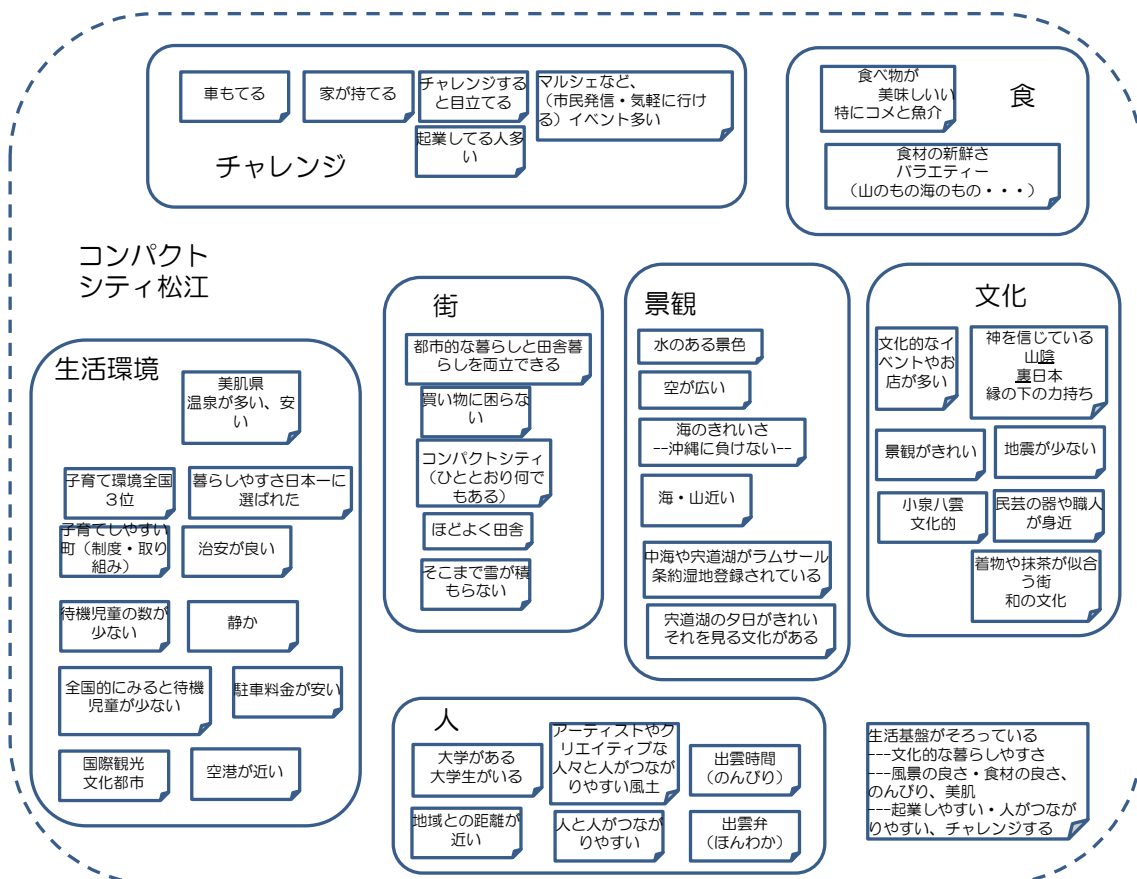 車もてる
家が持てる
チャレンジする
と目立てる
マルシェなど、
（市民発信・気軽に行け
る）イベント多い
起業してる人多
い
チャレンジ
食べ物が
美味しいい
特にコメと魚介
食
食材の新鮮さ
バラエティー
（山のもの海のもの・・・）
コンパクト
シティ松江
生活環境
美肌県
温泉が多い、安
い
子育て環境全国
３位
暮らしやすさ日本一に
選ばれた
子育てしやすい
町（制度・取り
組み）
治安が良い
待機児童の数が
少ない
静か
全国的にみると待機
児童が少ない
駐車料金が安い
国際観光
文化都市
空港が近い
街
都市的な暮らしと田舎暮
らしを両立できる
買い物に困らな
い
コンパクトシティ
（ひととおり何で
もある）
ほどよく田舎
そこまで雪が積
もらない
景観
水のある景色
空が広い
海のきれいさ
--沖縄に負けない--
海・山近い
中海や宍道湖がラムサール
条約湿地登録されている
宍道湖の夕日がきれい
それを見る文化がある
文化
文化的なイ
ベントやお
店が多い
神を信じている
山陰
裏日本
縁の下の力持ち
景観がきれい
地震が少ない
小泉八雲
文化的
民芸の器や職人
が身近
着物や抹茶が似合
う街
和の文化
人
大学がある
大学生がいる
アーティストやク
リエイティブな
人々と人がつなが
りやすい風土
出雲時間
（のんびり）
地域との距離が
近い
人と人がつなが
りやすい
出雲弁
（ほんわか）
生活基盤がそろっている
---文化的な暮らしやすさ
---風景の良さ・食材の良さ、
のんびり、美肌
---起業しやすい・人がつなが
りやすい、チャレンジする